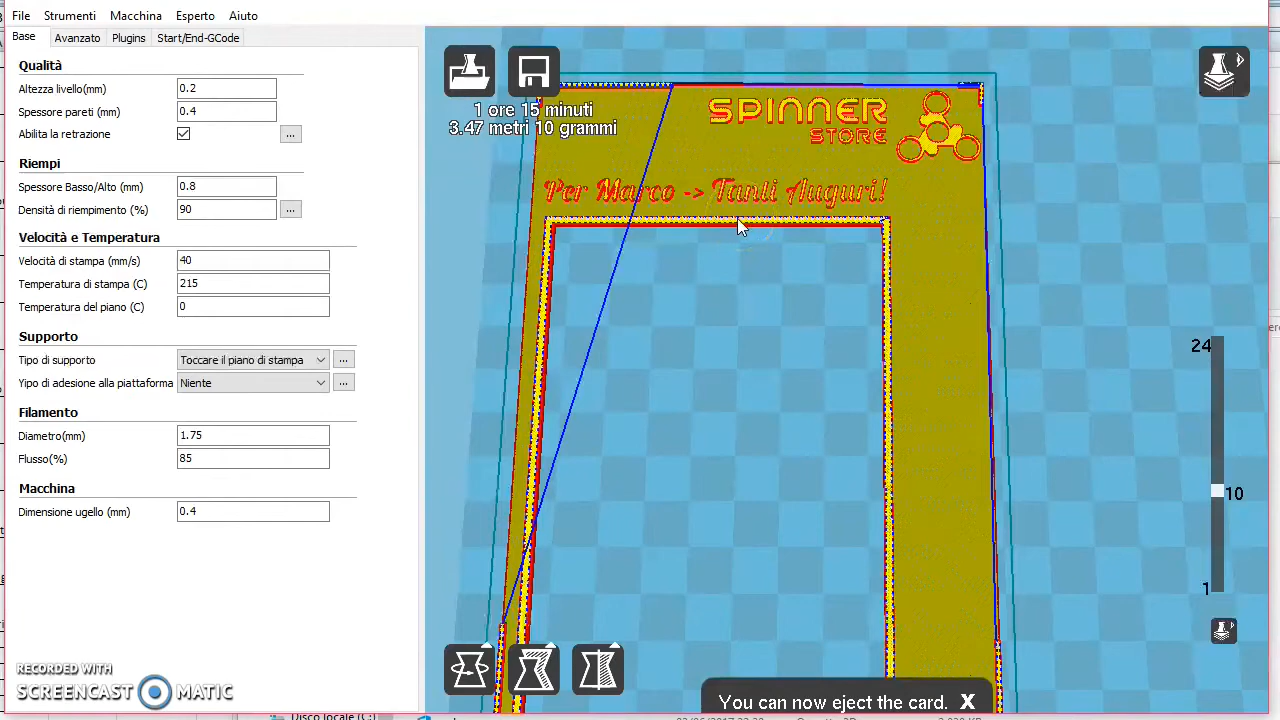 File Strumenti Macchina Esperto Aiuto
Base Avanzato Plugins Start/End-GCode
Qualità
Altezza livello(mm) 0.2
Spessore pareti (mm) 0.4
Abilita la retrazione ...
Riempi
Spessore Basso/Alto (mm) 0.8
Densità di riempimento (%) 90 ...
Velocità e Temperatura
Velocità di stampa (mm/s) 40
Temperatura di stampa (C) 215
Temperatura del piano (C) 0
Supporto
Tipo di supporto Toccare il piano di stampa ...
Yipo di adesione alla piattaforma Niente ...
Filamento
Diametro(mm) 1.75
Flusso(%) 85
Macchina
Dimensione ugello (mm) 0.4
1 ore 15 minuti
3.47 metri 10 grammi
SPINNER
STORE
Per Marco -> Tanti Auguri!
24
10
1
You can now eject the card. X
RECORDED WITH
SCREENCAST MATIC
Disco locale (C:)